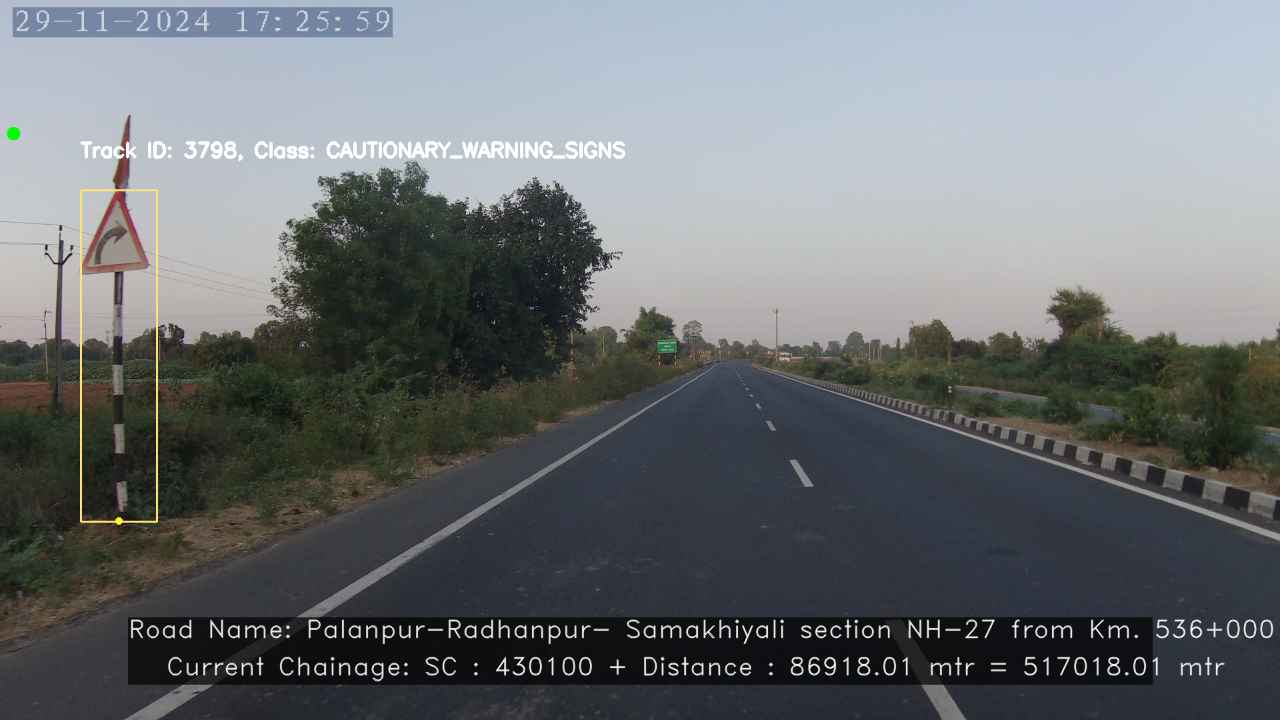 29-11-2024 17:25:59
Track ID: 3798, Class: CAUTIONARY_WARNING_SIGNS
Road Name: Palanpur-Radhanpur- Samakhiyali section NH-27 from Km. 536+000
Current Chainage: SC : 430100 + Distance : 86918.01 mtr = 517018.01 mtr